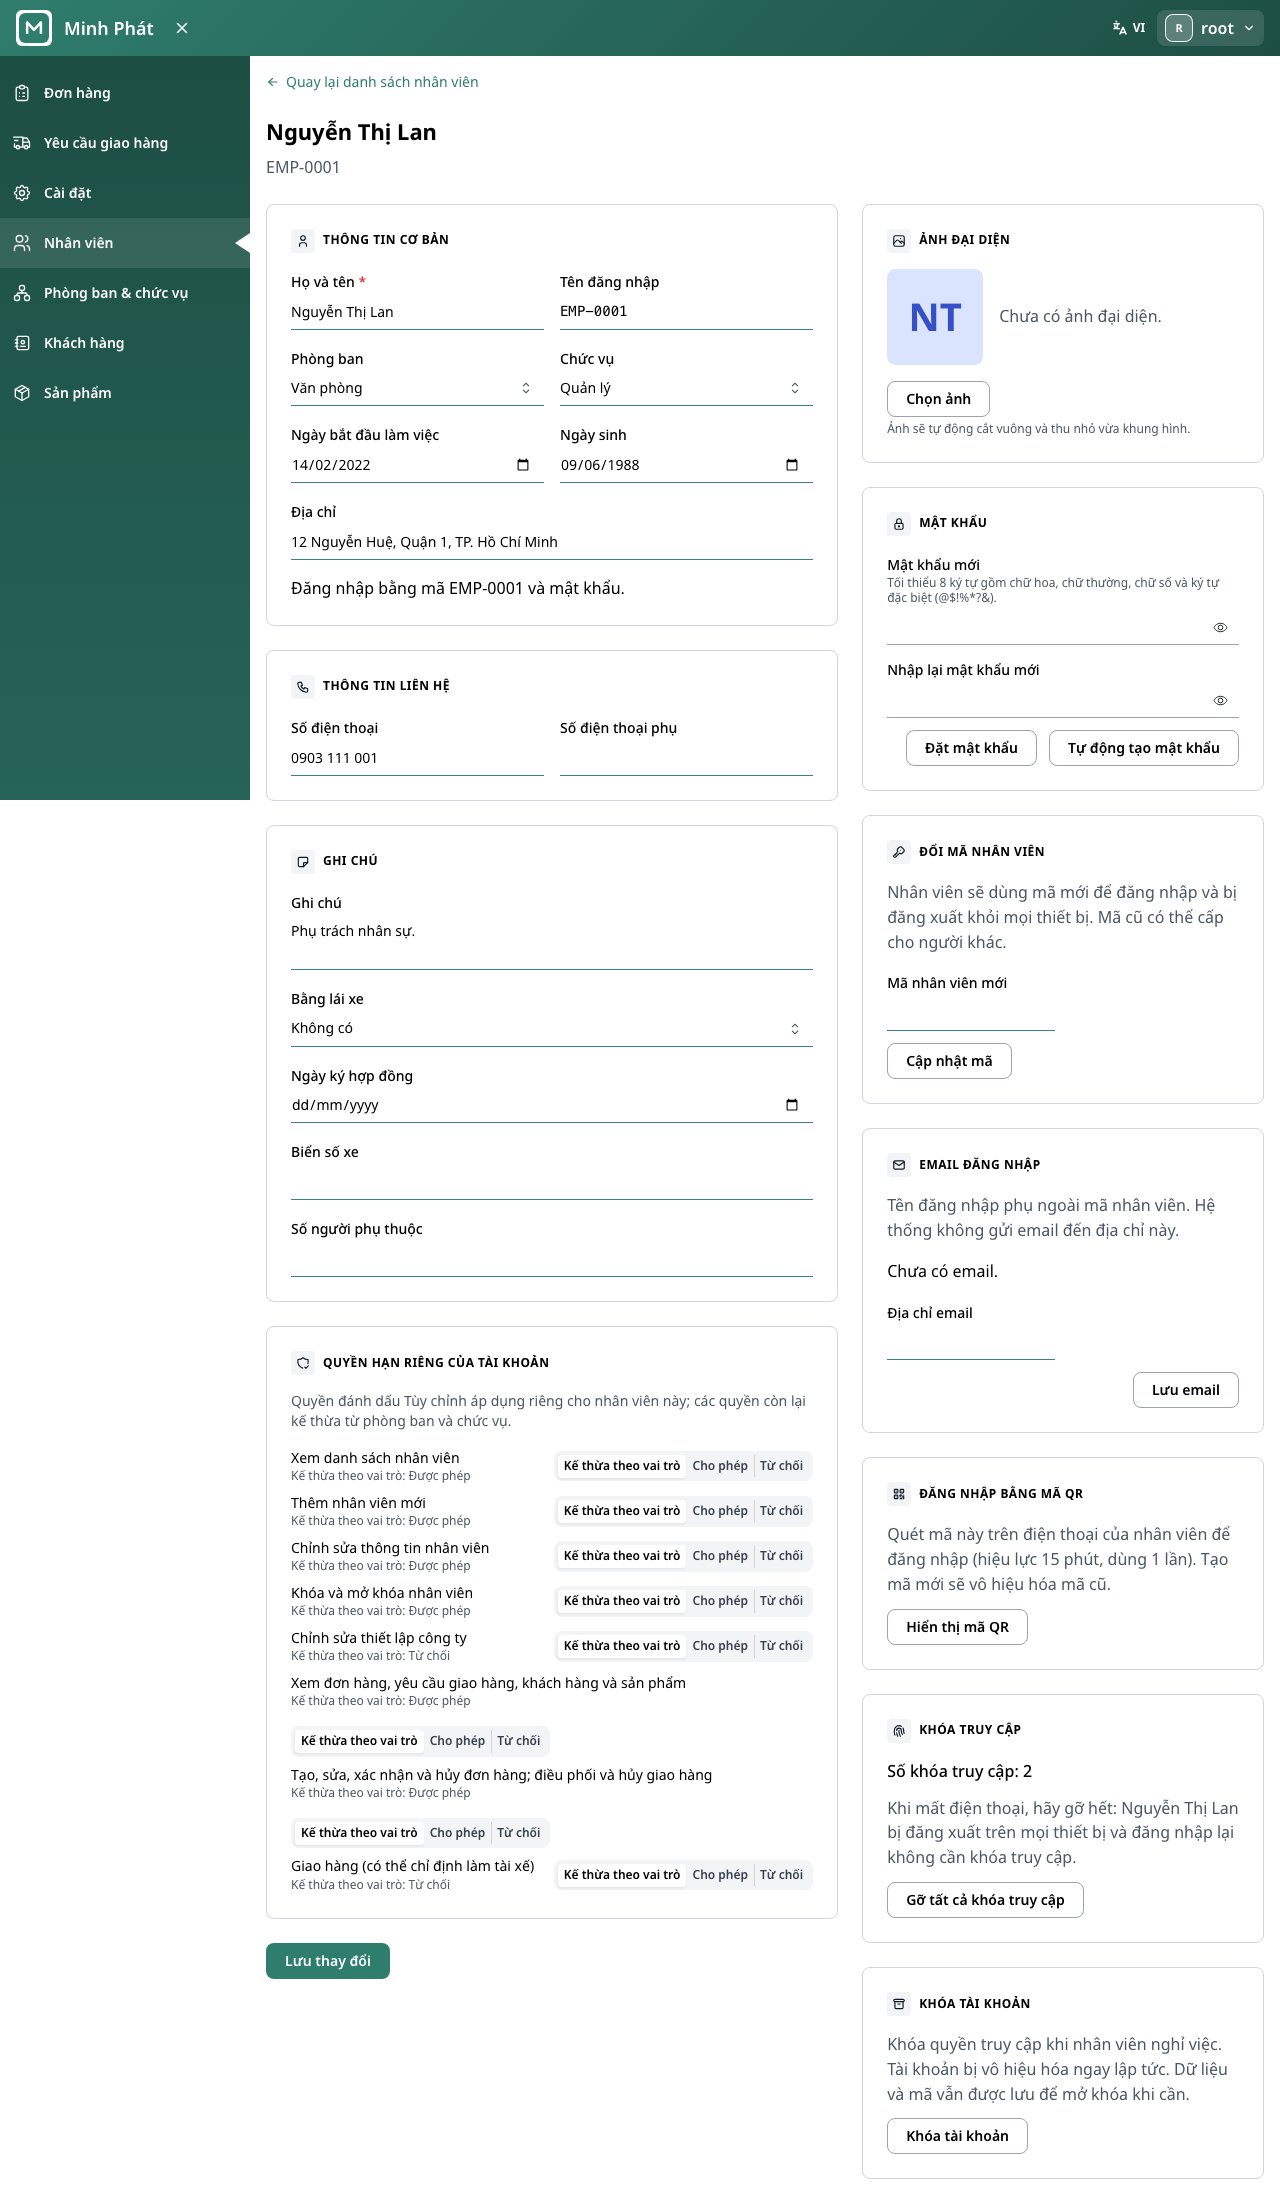 Minh Phát
VI
R
root
Đơn hàng
Yêu cầu giao hàng
Cài đặt
Nhân viên
Phòng ban & chức vụ
Khách hàng
Sản phẩm
Quay lại danh sách nhân viên
Nguyễn Thị Lan
EMP-0001
THÔNG TIN CƠ BẢN
Họ và tên *
Tên đăng nhập
Nguyễn Thị Lan
EMP-0001
Phòng ban
Chức vụ
Văn phòng
Quản lý
Ngày bắt đầu làm việc
Ngày sinh
14/02/2022
09/06/1988
Địa chỉ
12 Nguyễn Huệ, Quận 1, TP. Hồ Chí Minh
Đăng nhập bằng mã EMP-0001 và mật khẩu.
THÔNG TIN LIÊN HỆ
Số điện thoại
Số điện thoại phụ
0903 111 001
GHI CHÚ
Ghi chú
Phụ trách nhân sự.
Bằng lái xe
Không có
Ngày ký hợp đồng
dd/mm/yyyy
Biển số xe
Số người phụ thuộc
QUYỀN HẠN RIÊNG CỦA TÀI KHOẢN
Quyền đánh dấu Tùy chỉnh áp dụng riêng cho nhân viên này; các quyền còn lại
kế thừa từ phòng ban và chức vụ.
Xem danh sách nhân viên
Kế thừa theo vai trò: Được phép
Kế thừa theo vai trò Cho phép Từ chối
Thêm nhân viên mới
Kế thừa theo vai trò: Được phép
Kế thừa theo vai trò Cho phép Từ chối
Chỉnh sửa thông tin nhân viên
Kế thừa theo vai trò: Được phép
Kế thừa theo vai trò Cho phép Từ chối
Khóa và mở khóa nhân viên
Kế thừa theo vai trò: Được phép
Kế thừa theo vai trò Cho phép Từ chối
Chỉnh sửa thiết lập công ty
Kế thừa theo vai trò: Từ chối
Kế thừa theo vai trò Cho phép Từ chối
Xem đơn hàng, yêu cầu giao hàng, khách hàng và sản phẩm
Kế thừa theo vai trò: Được phép
Kế thừa theo vai trò Cho phép Từ chối
Tạo, sửa, xác nhận và hủy đơn hàng; điều phối và hủy giao hàng
Kế thừa theo vai trò: Được phép
Kế thừa theo vai trò Cho phép Từ chối
Giao hàng (có thể chỉ định làm tài xế)
Kế thừa theo vai trò: Từ chối
Kế thừa theo vai trò Cho phép Từ chối
Lưu thay đổi
ẢNH ĐẠI DIỆN
NT
Chưa có ảnh đại diện.
Chọn ảnh
Ảnh sẽ tự động cắt vuông và thu nhỏ vừa khung hình.
MẬT KHẨU
Mật khẩu mới
Tối thiểu 8 ký tự gồm chữ hoa, chữ thường, chữ số và ký tự
đặc biệt (@$!%*?&).
Nhập lại mật khẩu mới
Đặt mật khẩu
Tự động tạo mật khẩu
ĐỔI MÃ NHÂN VIÊN
Nhân viên sẽ dùng mã mới để đăng nhập và bị
đăng xuất khỏi mọi thiết bị. Mã cũ có thể cấp
cho người khác.
Mã nhân viên mới
Cập nhật mã
EMAIL ĐĂNG NHẬP
Tên đăng nhập phụ ngoài mã nhân viên. Hệ
thống không gửi email đến địa chỉ này.
Chưa có email.
Địa chỉ email
Lưu email
ĐĂNG NHẬP BẰNG MÃ QR
Quét mã này trên điện thoại của nhân viên để
đăng nhập (hiệu lực 15 phút, dùng 1 lần). Tạo
mã mới sẽ vô hiệu hóa mã cũ.
Hiển thị mã QR
KHÓA TRUY CẬP
Số khóa truy cập: 2
Khi mất điện thoại, hãy gỡ hết: Nguyễn Thị Lan
bị đăng xuất trên mọi thiết bị và đăng nhập lại
không cần khóa truy cập.
Gỡ tất cả khóa truy cập
KHÓA TÀI KHOẢN
Khóa quyền truy cập khi nhân viên nghỉ việc.
Tài khoản bị vô hiệu hóa ngay lập tức. Dữ liệu
và mã vẫn được lưu để mở khóa khi cần.
Khóa tài khoản